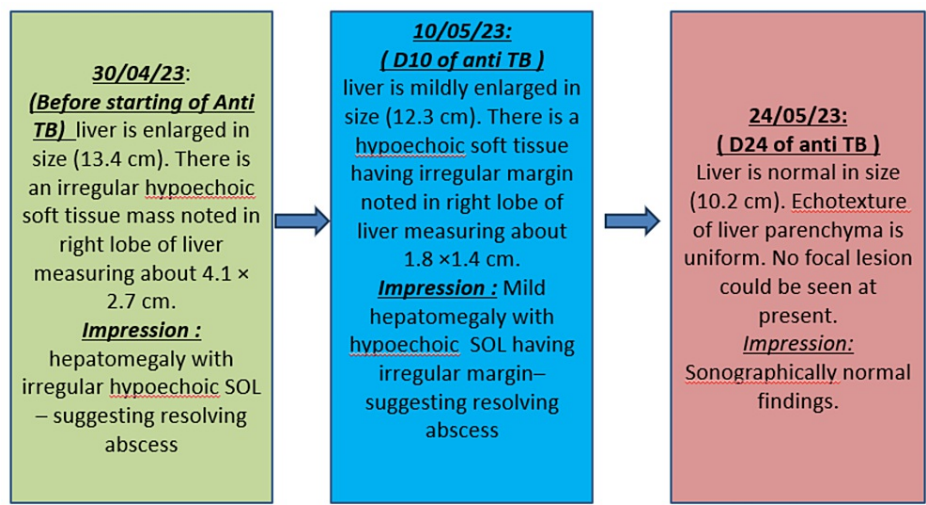 30/04/23:
(Before starting of Anti
TB) liver is enlarged in
size (13.4 cm). There is
an irregular hypoechoic
soft tissue mass noted in
right lobe of liver
measuring about 4.1 ×
2.7 cm.
Impression :
hepatomegaly with
irregular hypoechoic SOL
– suggesting resolving
abscess
10/05/23:
( D10 of anti TB )
liver is mildly enlarged in
size (12.3 cm). There is a
hypoechoic soft tissue
having irregular margin
noted in right lobe of
liver measuring about
1.8 ×1.4 cm.
Impression : Mild
hepatomegaly with
hypoechoic SOL having
irregular margin–
suggesting resolving
abscess
24/05/23:
( D24 of anti TB )
Liver is normal in size
(10.2 cm). Echotexture
of liver parenchyma is
uniform. No focal lesion
could be seen at
present.
Impression:
Sonographically normal
findings.